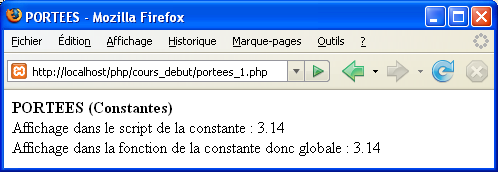 PORTEES - Mozilla Firefox
Fichier Édition Affichage Historique Marque-pages Outils ?
http://localhost/php/cours_debut/portees_1.php
PORTEES (Constantes)
Affichage dans le script de la constante : 3.14
Affichage dans la fonction de la constante donc globale : 3.14